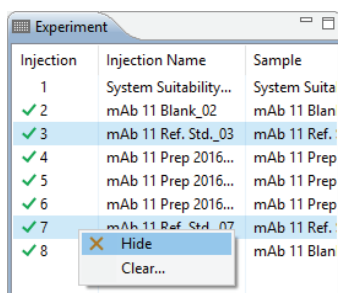 Experiment
Injection Injection Name Sample
1 System Suitability... System Suita
2 mAb 11 Blank_02 mAb 11 Blan
3 mAb 11 Ref. Std._03 mAb 11 Ref.
4 mAb 11 Prep 2016... mAb 11 Prep
5 mAb 11 Prep 2016... mAb 11 Prep
6 mAb 11 Prep 2016... mAb 11 Prep
7 mAb 11 Ref. Std._07 mAb 11 Ref.
Hide
8 mAb 11 Blan
Clear...